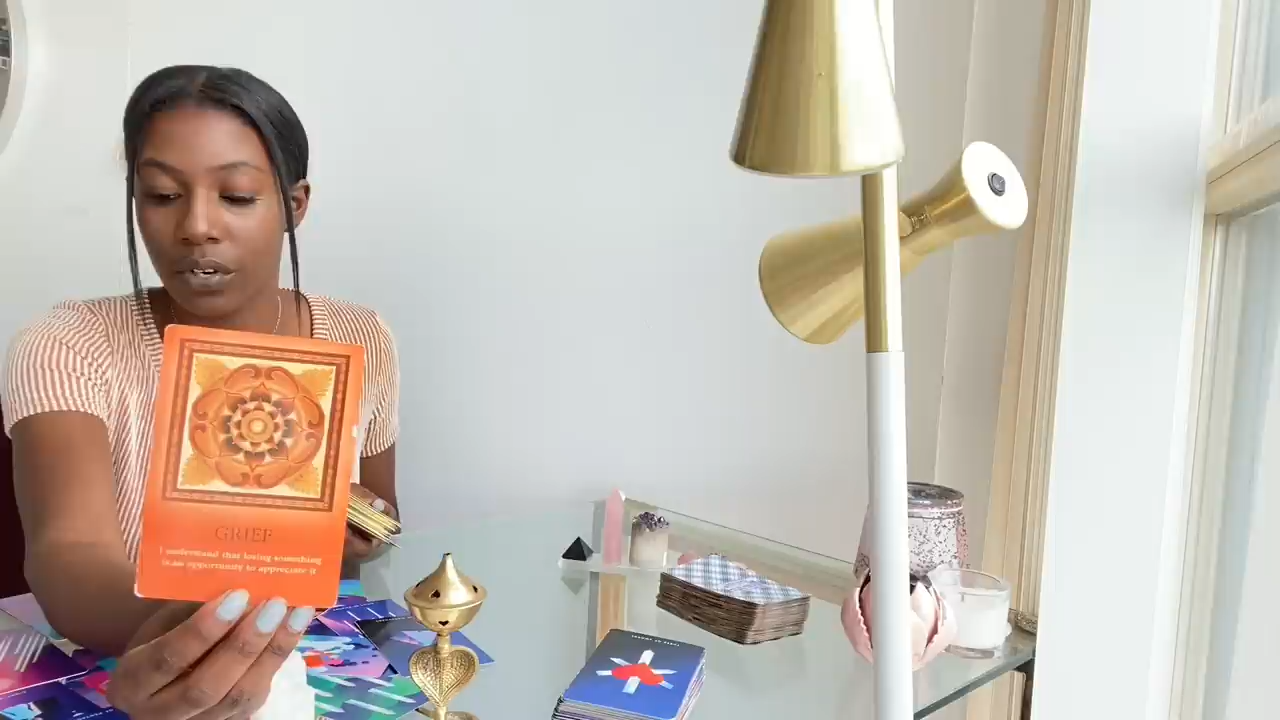 GRIEF
I understand that losing something
is an opportunity to appreciate it